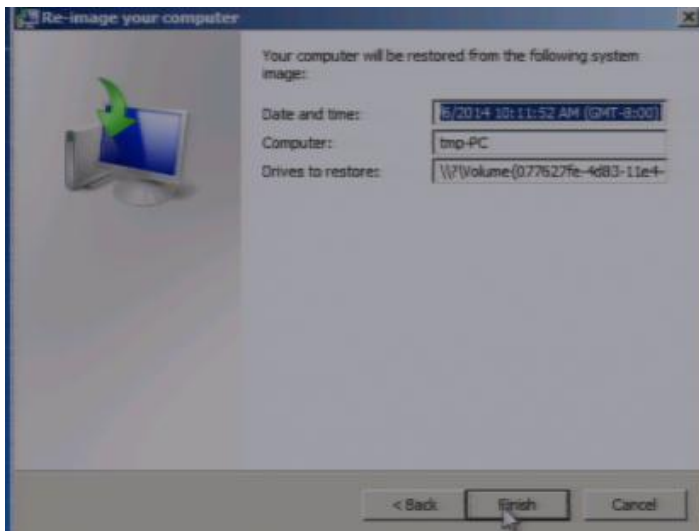 Re-image your computer
Your computer will be restored from the following system
image:
Date and time: 6/2014 10:11:52 AM (GMT-8:00)
Computer: tmp-PC
Drives to restore: \\?\Volume{077627fe-4d83-11e4-
< Back Finish Cancel